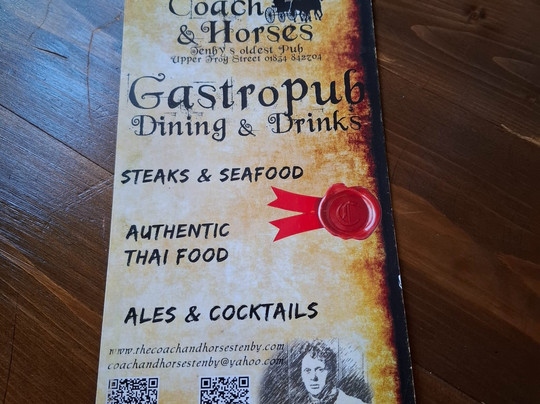 Coach
& Horses
Tenby's oldest Pub
Upper Frog Street 01834 842704
Gastropub
Dining & Drinks
STEAKS & SEAFOOD
AUTHENTIC
THAI FOOD
ALES & COCKTAILS
www.thecoachandhorsestenby.com
coachandhorsestenby@yahoo.com